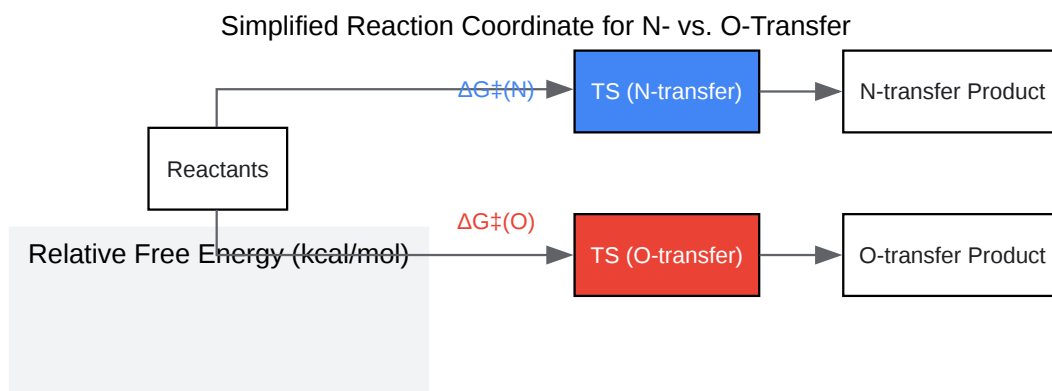 Simplified Reaction Coordinate for N- vs. O-Transfer
ΔG‡(N)
TS (N-transfer)
N-transfer Product
Reactants
ΔG‡(O)
Relative Free Energy (kcal/mol)
TS (O-transfer)
O-transfer Product